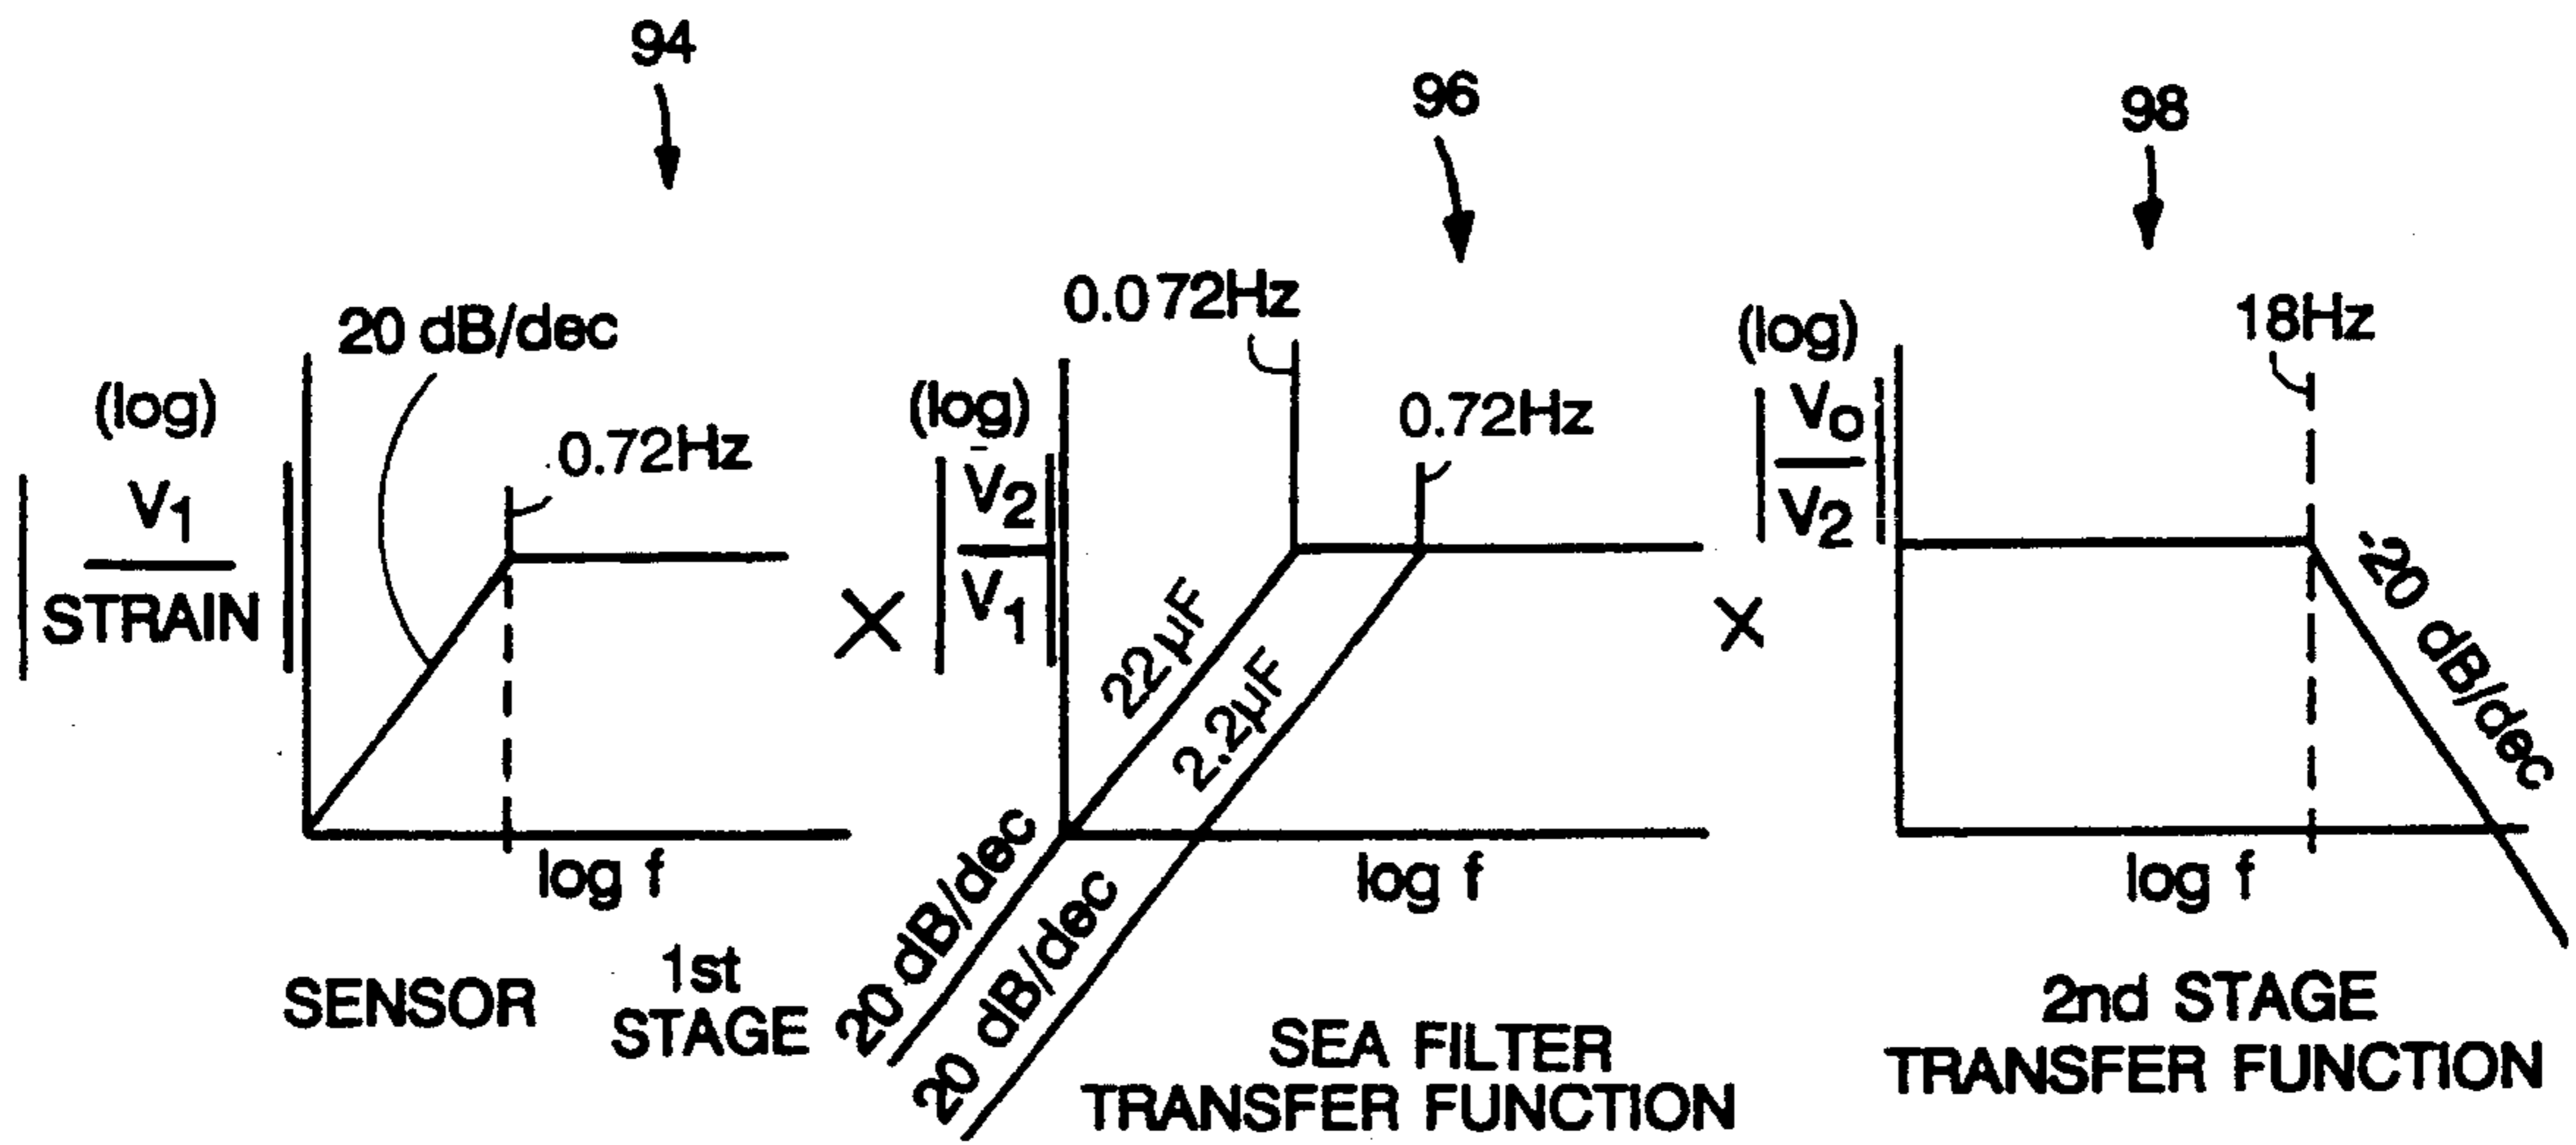 94
20 dB/dec
(log)
V1
STRAIN
0.72Hz
log f
SENSOR
1st
STAGE
X
96
0.072Hz
(log)
V2
V1
0.72Hz
22µF
2.2µF
20 dB/dec
20 dB/dec
log f
SEA FILTER
TRANSFER FUNCTION
X
98
18Hz
(log)
Vo
V2
-20 dB/dec
log f
2nd STAGE
TRANSFER FUNCTION